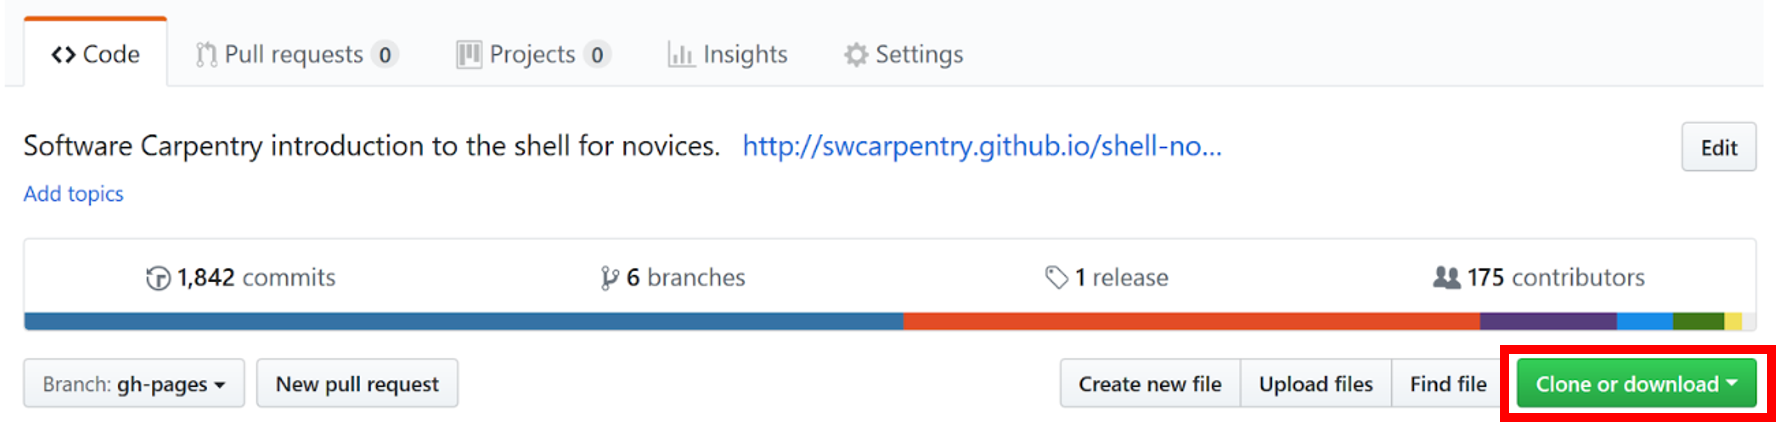 Code Pull requests 0 Projects 0 Insights Settings
Software Carpentry introduction to the shell for novices. http://swcarpentry.github.io/shell-no... Edit
Add topics
1,842 commits 6 branches 1 release 175 contributors
Branch: gh-pages New pull request Create new file Upload files Find file Clone or download